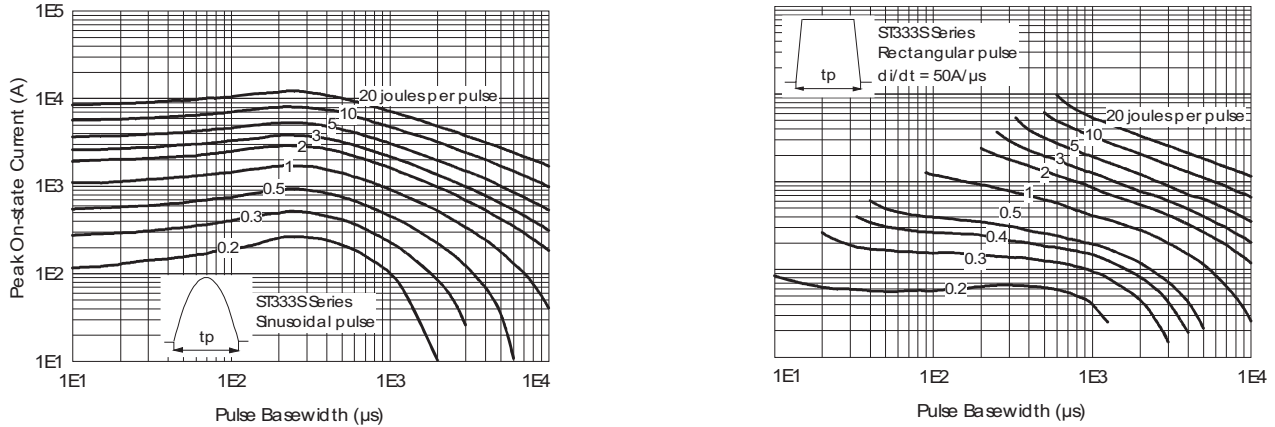 1E5
1E4
1E3
1E2
1E1
Peak On-state Current (A)
20 joules per pulse
10
5
3
2
1
0.5
0.3
0.2
tp
ST333S Series
Sinusoidal pulse
1E1
1E2
1E3
1E4
Pulse Basewidth (µs)
tp
ST333S Series
Rectangular pulse
di/dt = 50A/µs
20 joules per pulse
10
5
3
2
1
0.5
0.4
0.3
0.2
1E1
1E2
1E3
1E4
Pulse Basewidth (µs)